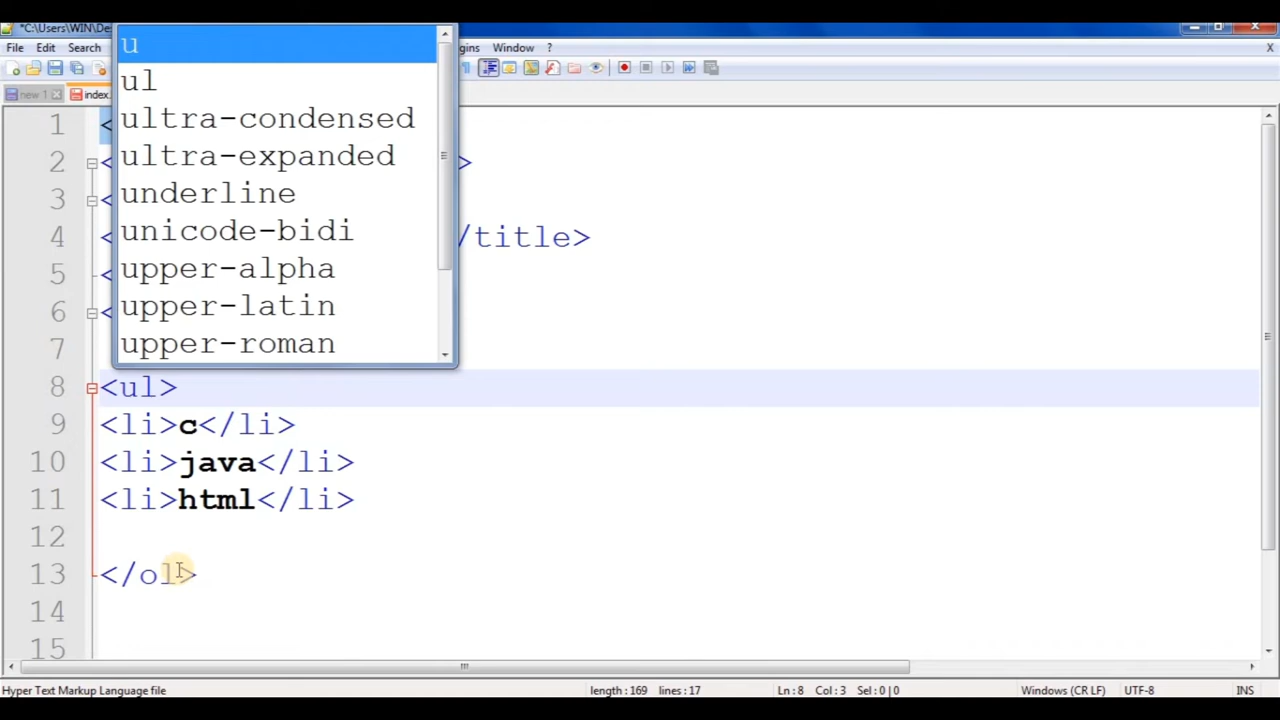 *C:\Users\WIN\De
File Edit Search gins Window ? X
new 1 index.
u
ul
ultra-condensed
ultra-expanded
underline
unicode-bidi
upper-alpha
upper-latin
upper-roman
1 <
2 < >
3 <
4 < /title>
5 <
6 <
7
8 <ul>
9 <li>c</li>
10 <li>java</li>
11 <li>html</li>
12
13 </ol>
14
15
Hyper Text Markup Language file length : 169 lines : 17 Ln : 8 Col : 3 Sel : 0 | 0 Windows (CR LF) UTF-8 INS